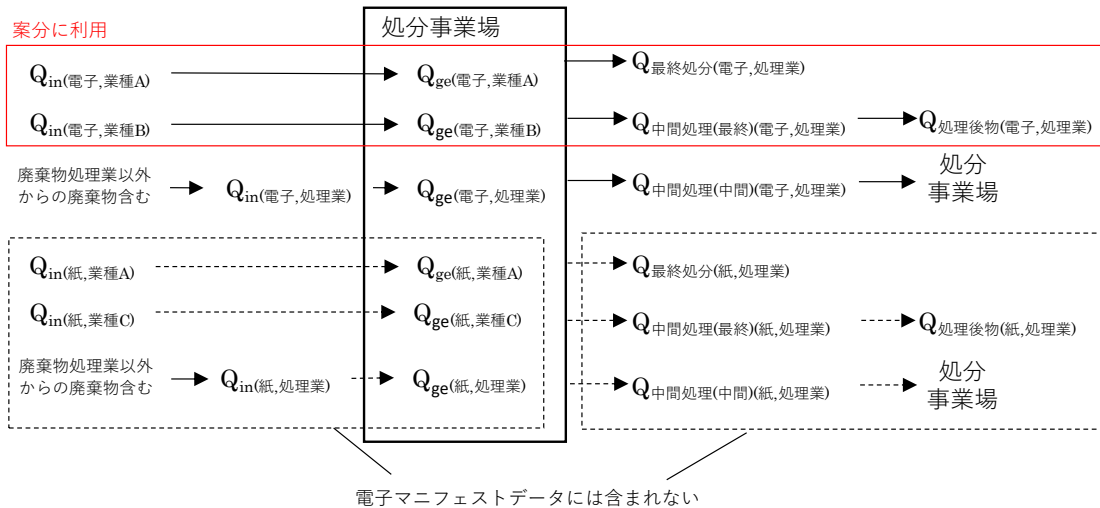 案分に利用
処分事業場
Qin(電子,業種A) Qge(電子,業種A) Q最終処分(電子,処理業)
Qin(電子,業種B) Qge(電子,業種B) Q中間処理(最終)(電子,処理業) Q処理後物(電子,処理業)
廃棄物処理業以外
からの廃棄物含む
Qin(電子,処理業) Qge(電子,処理業) Q中間処理(中間)(電子,処理業)
処分
事業場
Qin(紙,業種A) Qge(紙,業種A) Q最終処分(紙,処理業)
Qin(紙,業種C) Qge(紙,業種C) Q中間処理(最終)(紙,処理業) Q処理後物(紙,処理業)
廃棄物処理業以外
からの廃棄物含む
Qin(紙,処理業) Qge(紙,処理業) Q中間処理(中間)(紙,処理業)
処分
事業場
電子マニフェストデータには含まれない